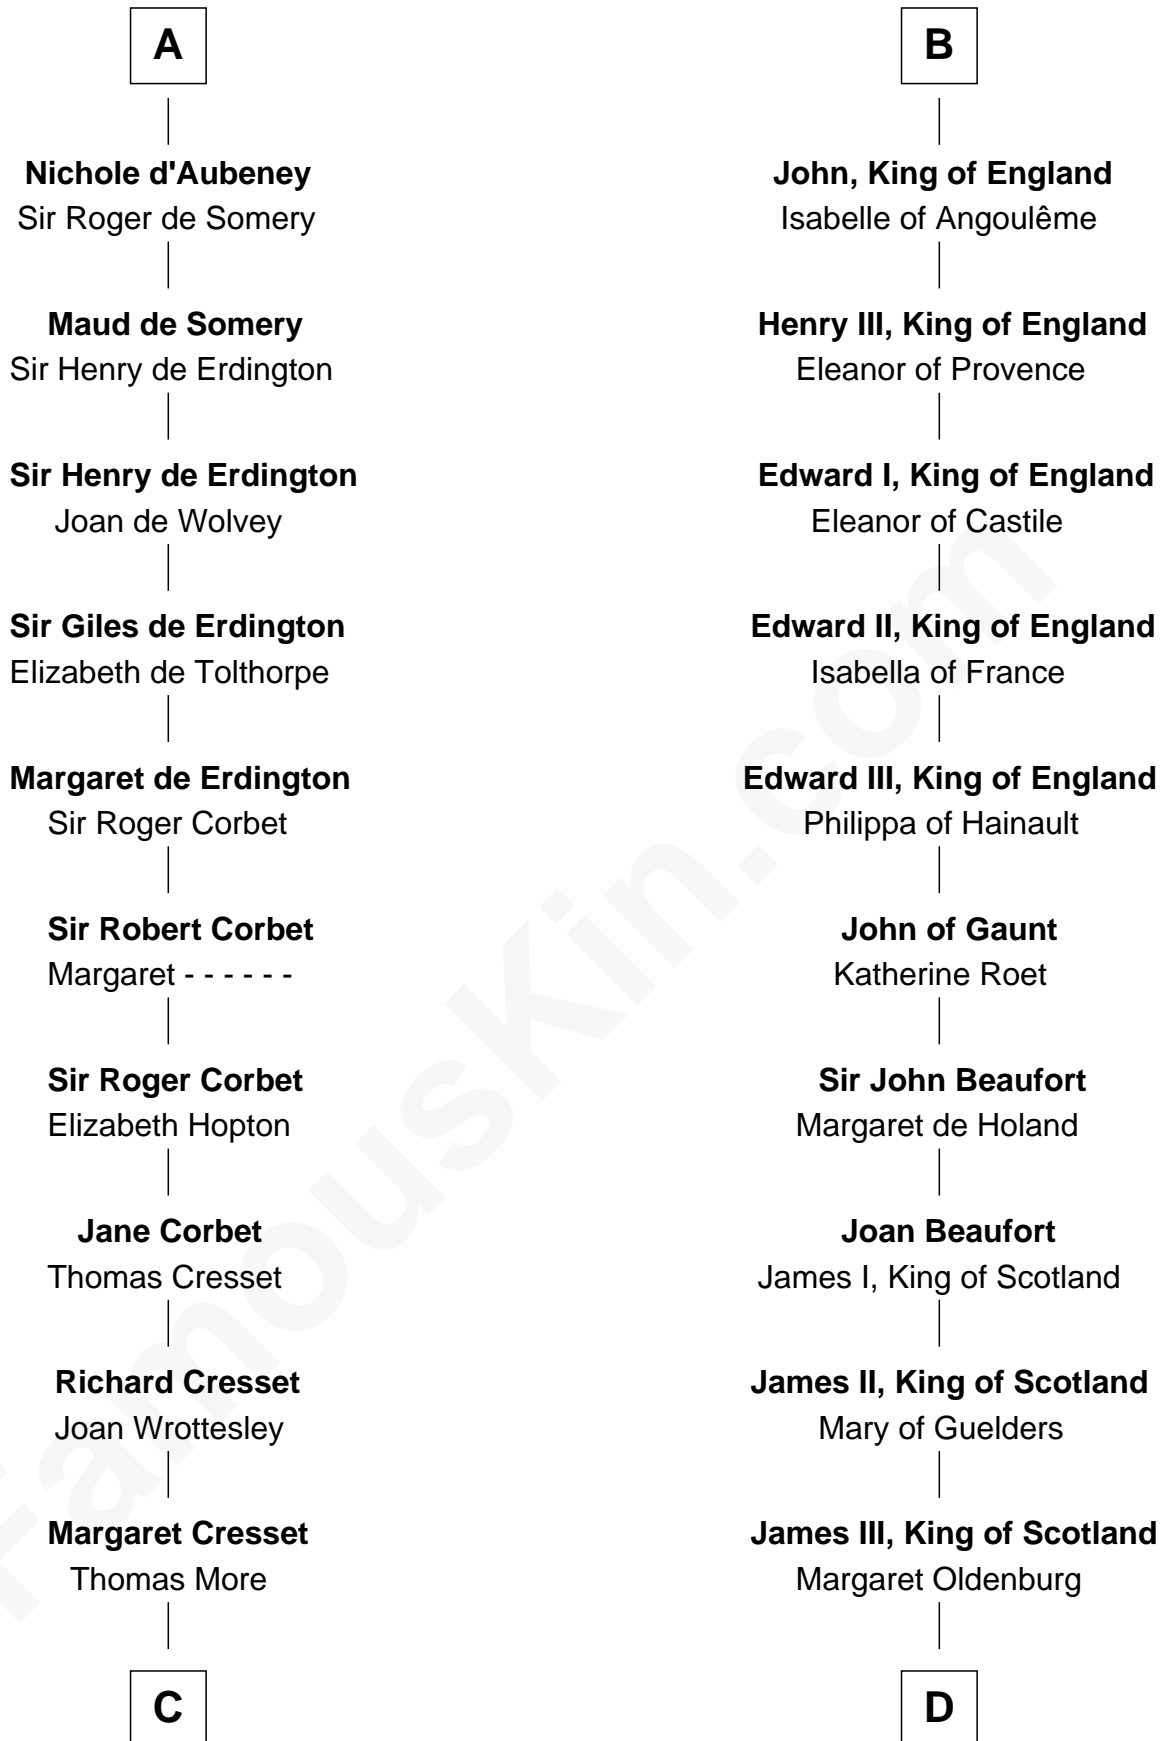 A
Nichole d'Aubeney
Sir Roger de Somery
Maud de Somery
Sir Henry de Erdington
Sir Henry de Erdington
Joan de Wolvey
Sir Giles de Erdington
Elizabeth de Tolthorpe
Margaret de Erdington
Sir Roger Corbet
Sir Robert Corbet
Margaret - - - - - -
Sir Roger Corbet
Elizabeth Hopton
Jane Corbet
Thomas Cresset
Richard Cresset
Joan Wrottesley
Margaret Cresset
Thomas More
C
B
John, King of England
Isabelle of Angoulême
Henry III, King of England
Eleanor of Provence
Edward I, King of England
Eleanor of Castile
Edward II, King of England
Isabella of France
Edward III, King of England
Philippa of Hainault
John of Gaunt
Katherine Roet
Sir John Beaufort
Margaret de Holand
Joan Beaufort
James I, King of Scotland
James II, King of Scotland
Mary of Guelders
James III, King of Scotland
Margaret Oldenburg
D
FamousKin.com